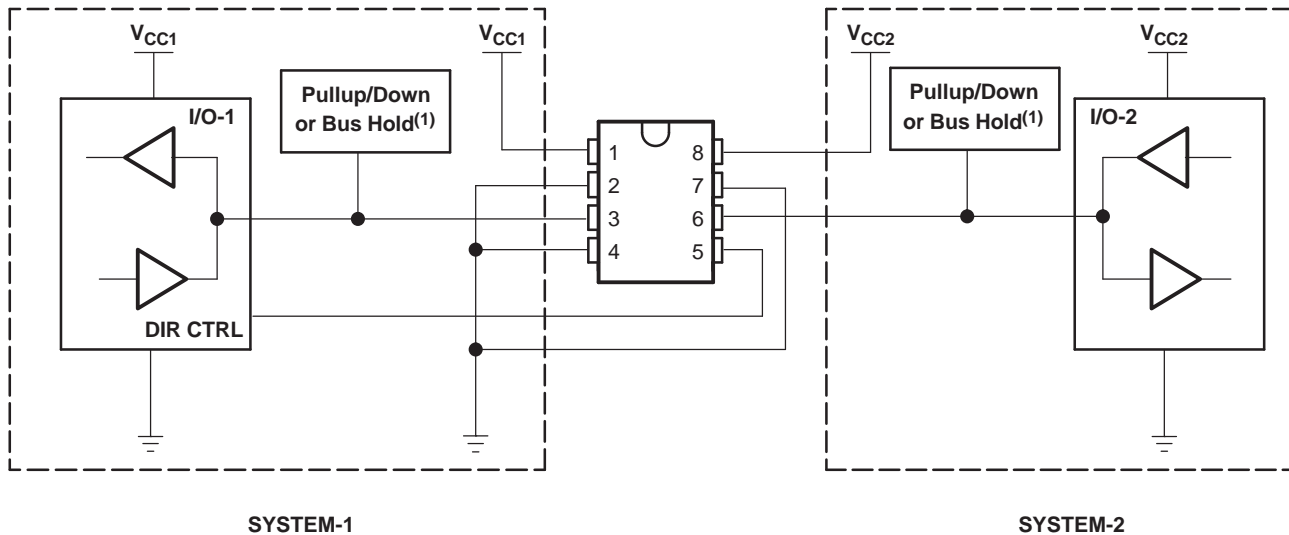 VCC1
VCC1
VCC2
VCC2
Pullup/Down
or Bus Hold(1)
Pullup/Down
or Bus Hold(1)
I/O-1
I/O-2
1
8
2
7
3
6
4
5
DIR CTRL
SYSTEM-1
SYSTEM-2